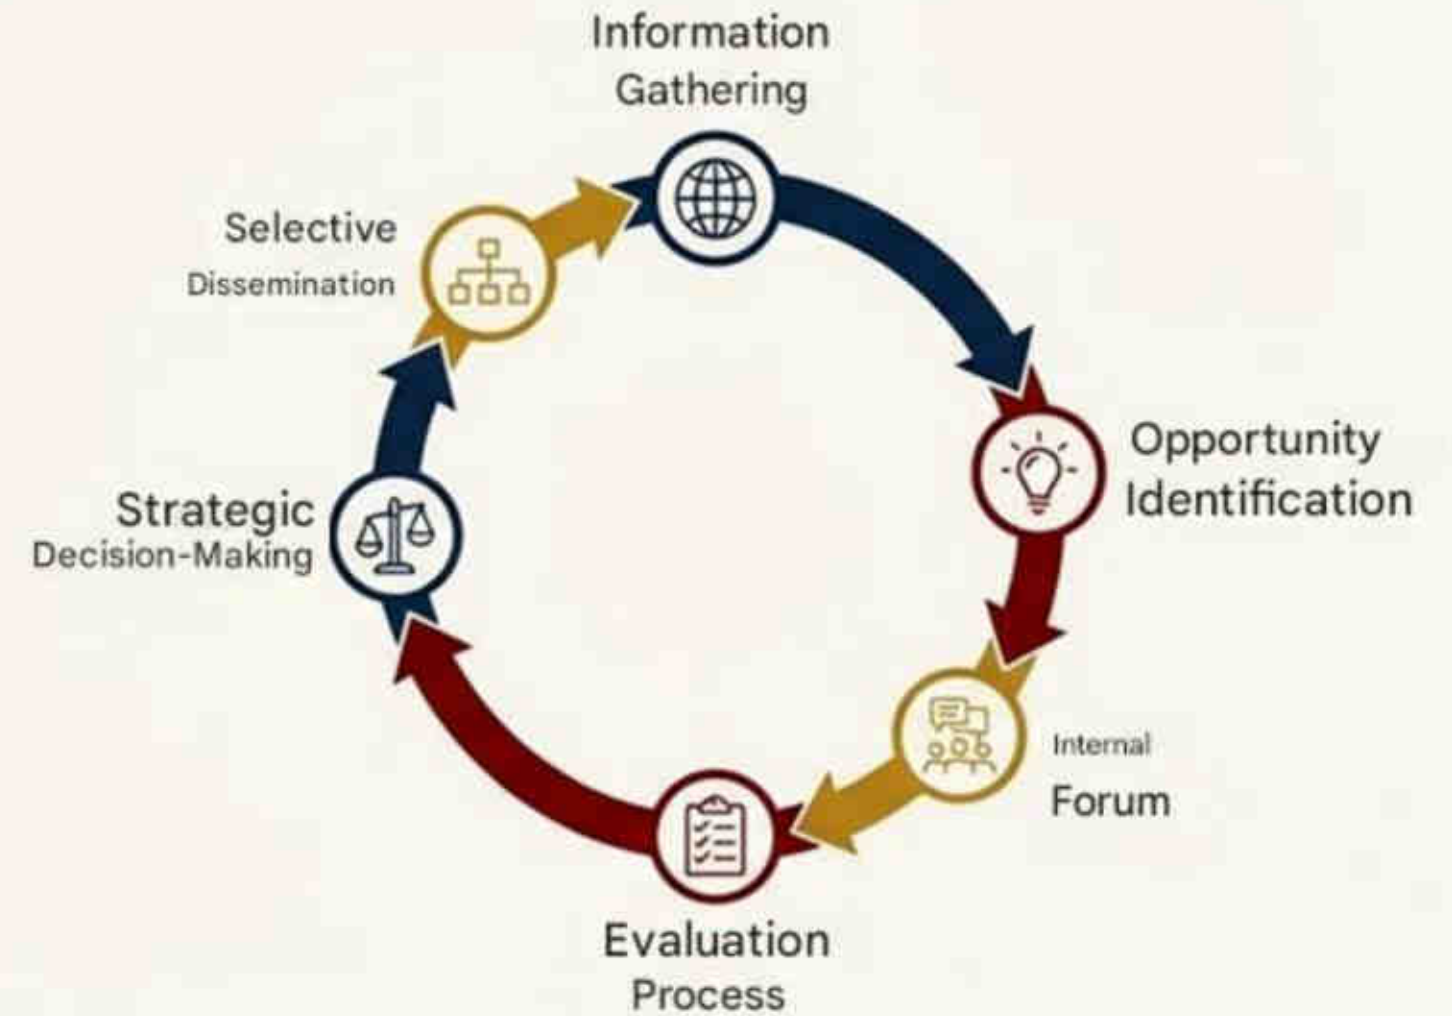 Information
Gathering
Opportunity
Identification
Internal
Forum
Evaluation
Process
Strategic
Decision-Making
Selective
Dissemination